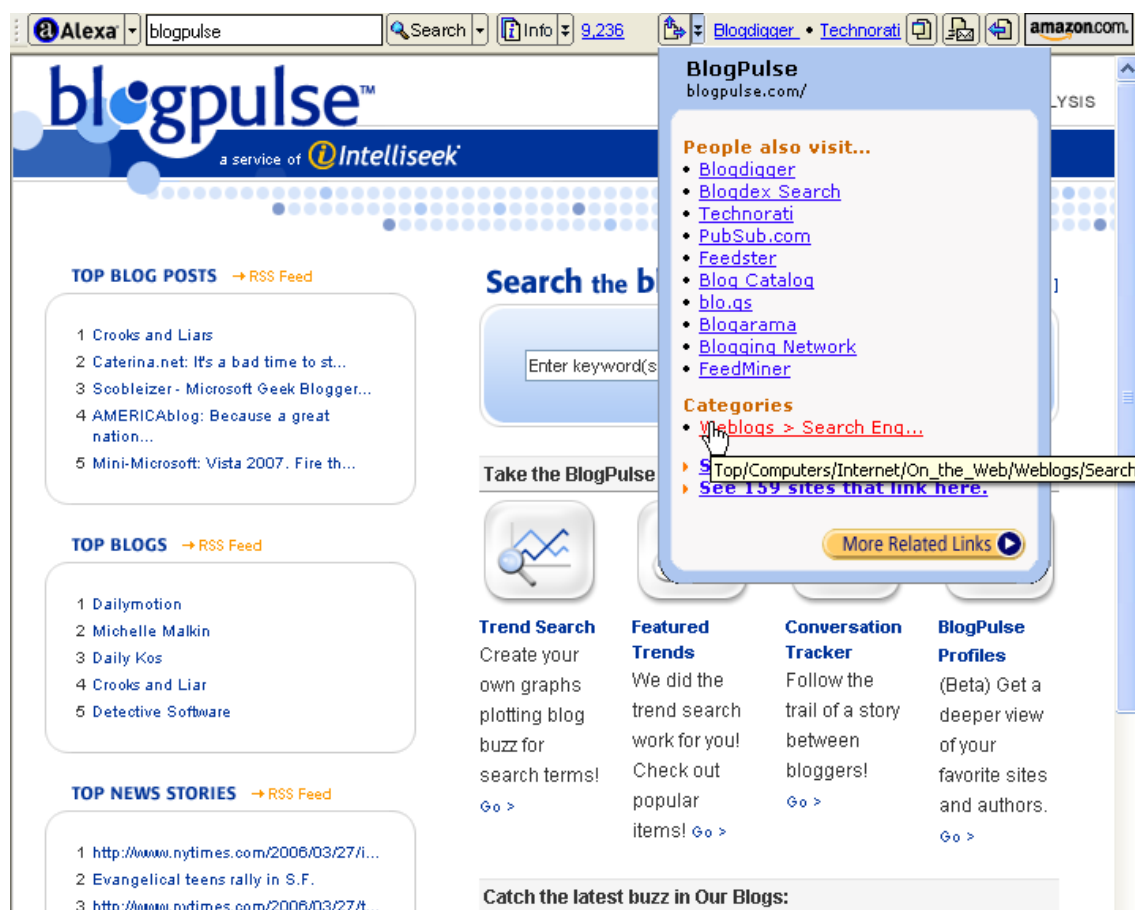 Alexa blogpulse Search Info 9,236 Blogdigger • Technorati amazon.com.
blogpulse™
a service of Intelliseek
YSIS
BlogPulse
blogpulse.com/
People also visit...
• Blogdigger
• Blogdex Search
• Technorati
• PubSub.com
• Feedster
• Blog Catalog
• blo.gs
• Blogarama
• Blogging Network
• FeedMiner
Categories
• Weblogs > Search Eng...
S
Top/Computers/Internet/On_the_Web/Weblogs/Search
See 159 sites that link here.
More Related Links
TOP BLOG POSTS → RSS Feed
1 Crooks and Liars
2 Caterina.net: It's a bad time to st...
3 Scobleizer - Microsoft Geek Blogger...
4 AMERICAblog: Because a great
nation...
5 Mini-Microsoft: Vista 2007. Fire th...
TOP BLOGS → RSS Feed
1 Dailymotion
2 Michelle Malkin
3 Daily Kos
4 Crooks and Liar
5 Detective Software
TOP NEWS STORIES → RSS Feed
1 http://www.nytimes.com/2006/03/27/i...
2 Evangelical teens rally in S.F.
3 http://www.nytimes.com/2006/03/27/t...
Search the bl
]
Enter keyword(s
Take the BlogPulse
Trend Search
Create your
own graphs
plotting blog
buzz for
search terms!
Go >
Featured
Trends
We did the
trend search
work for you!
Check out
popular
items! Go >
Conversation
Tracker
Follow the
trail of a story
between
bloggers!
Go >
BlogPulse
Profiles
(Beta) Get a
deeper view
of your
favorite sites
and authors.
Go >
Catch the latest buzz in Our Blogs: